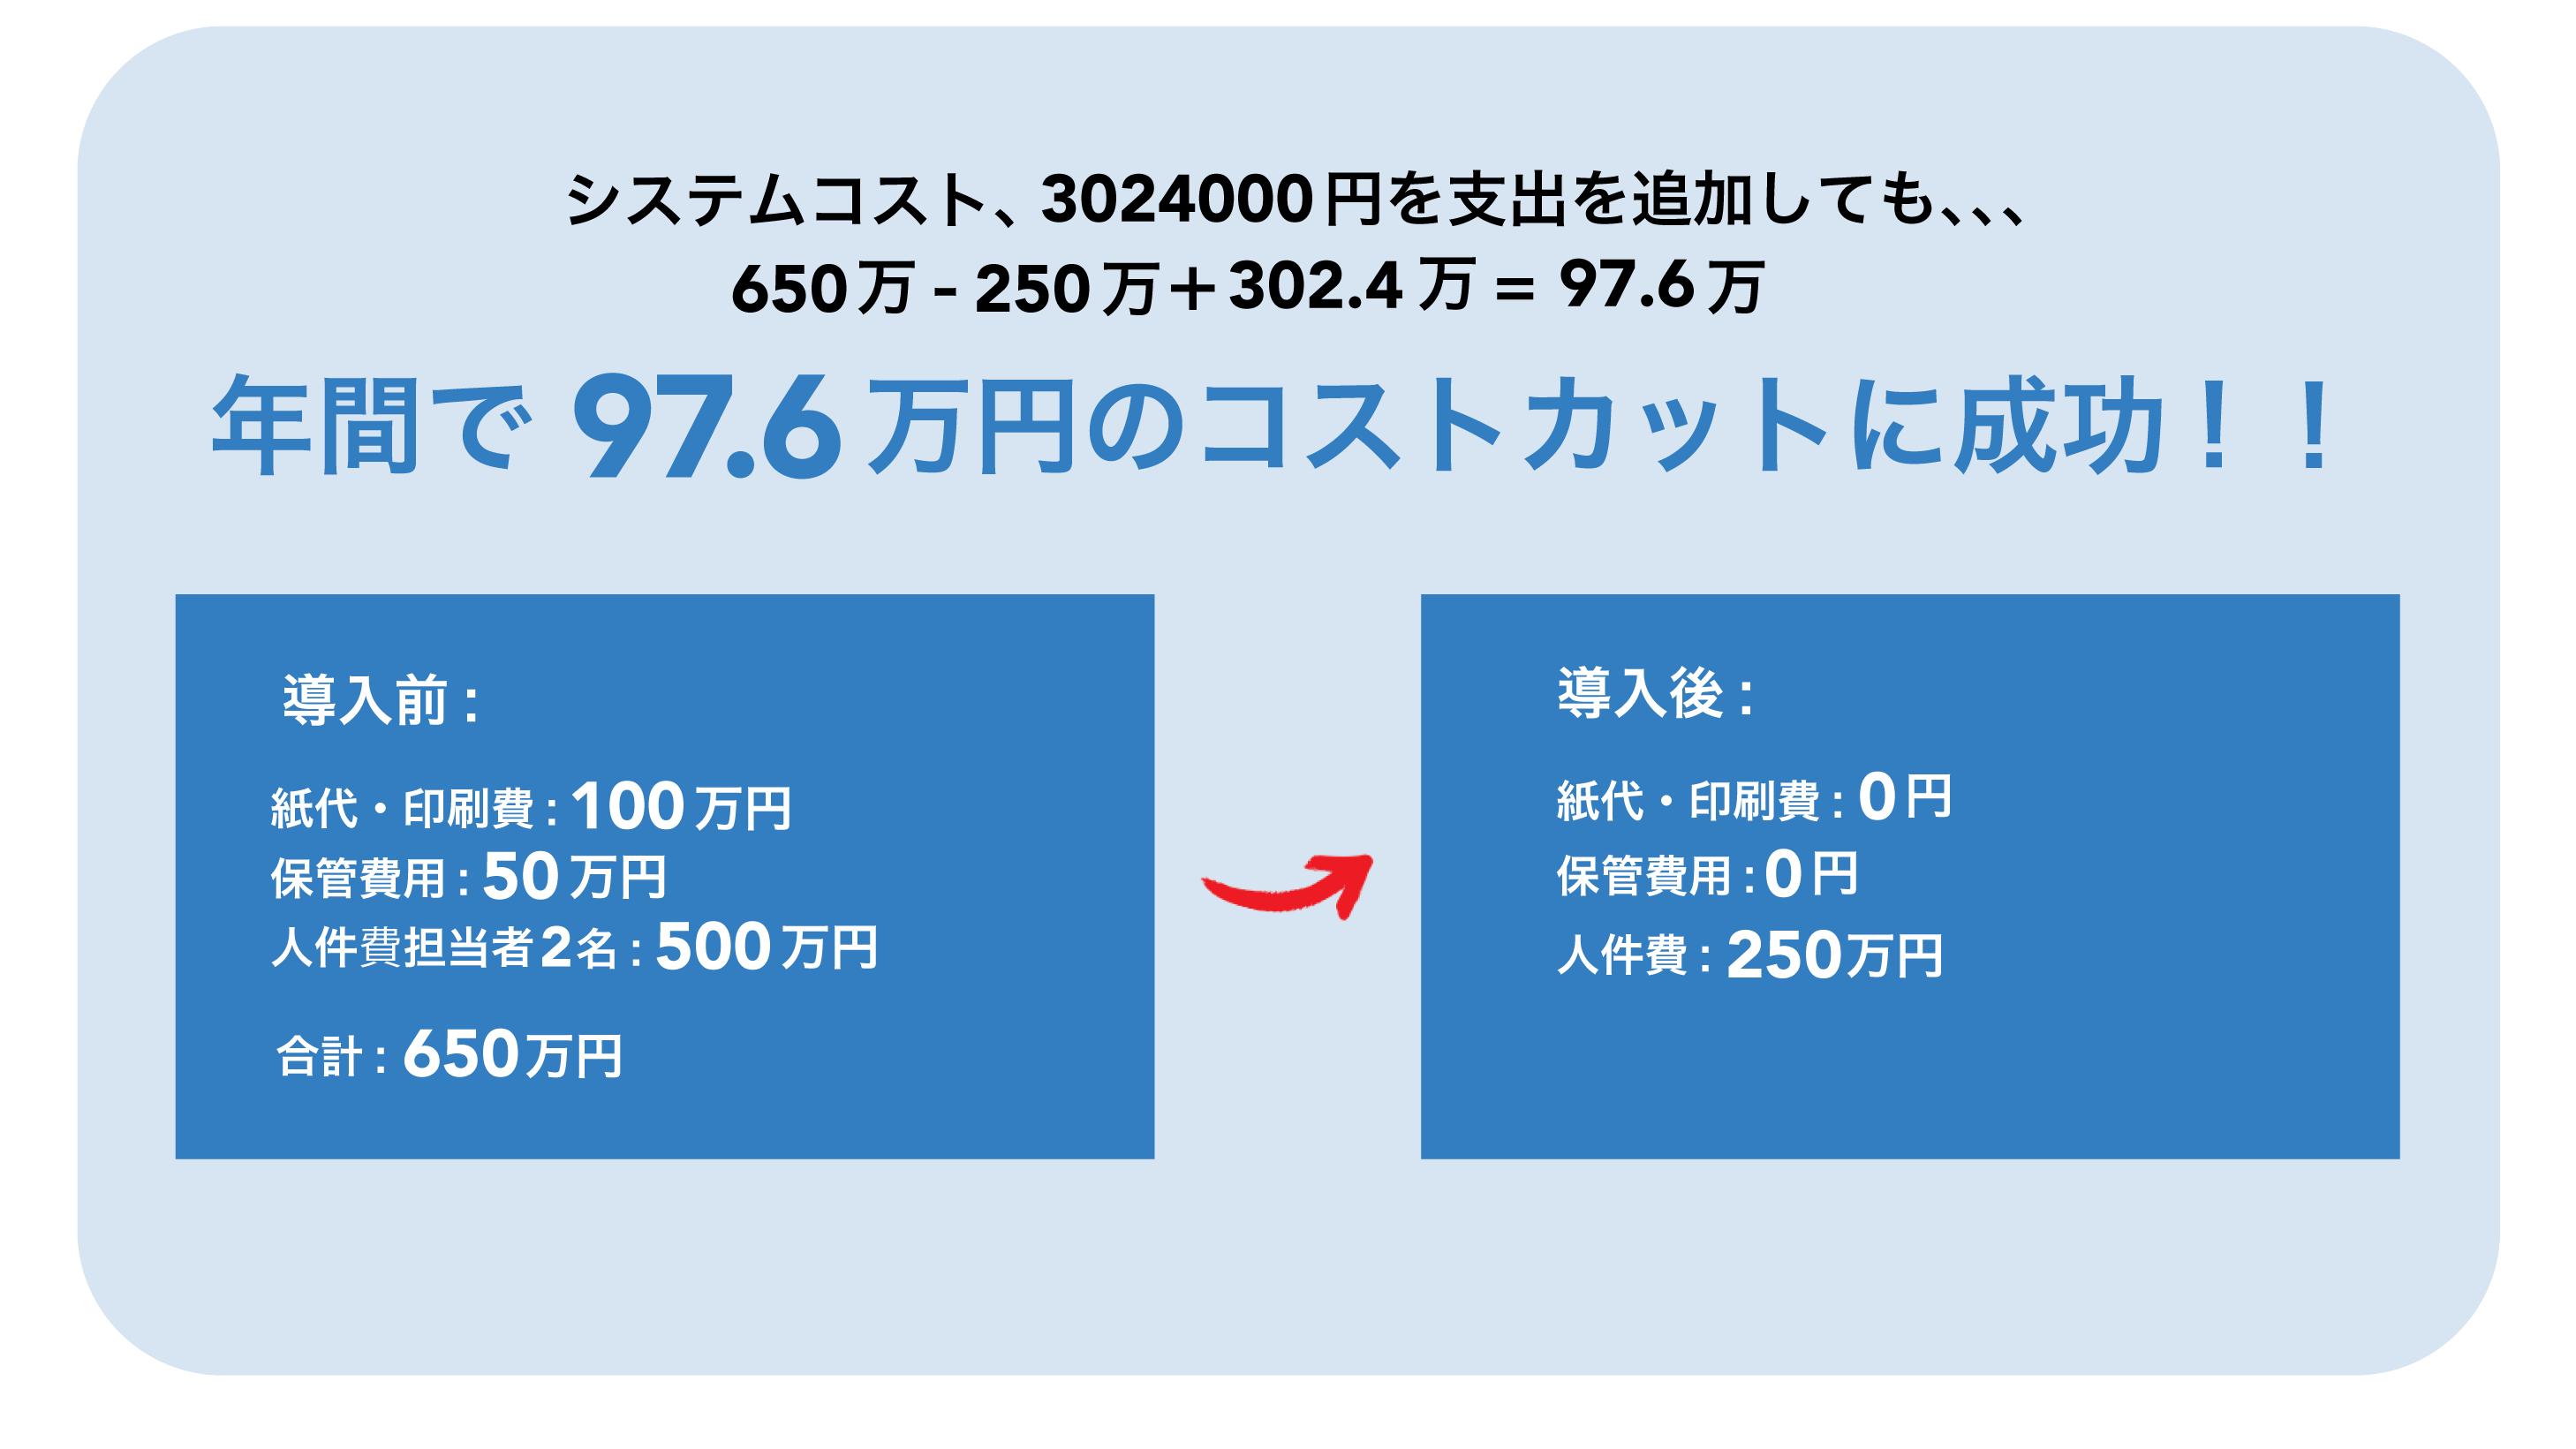 システムコスト、3024000円を支出を追加しても、、、
650万 - 250万+302.4万 = 97.6万
年間で97.6万円のコストカットに成功！！
導入前：
紙代・印刷費：100万円
保管費用：50万円
人件費担当者2名：500万円
合計：650万円
導入後：
紙代・印刷費：0円
保管費用：0円
人件費：250万円